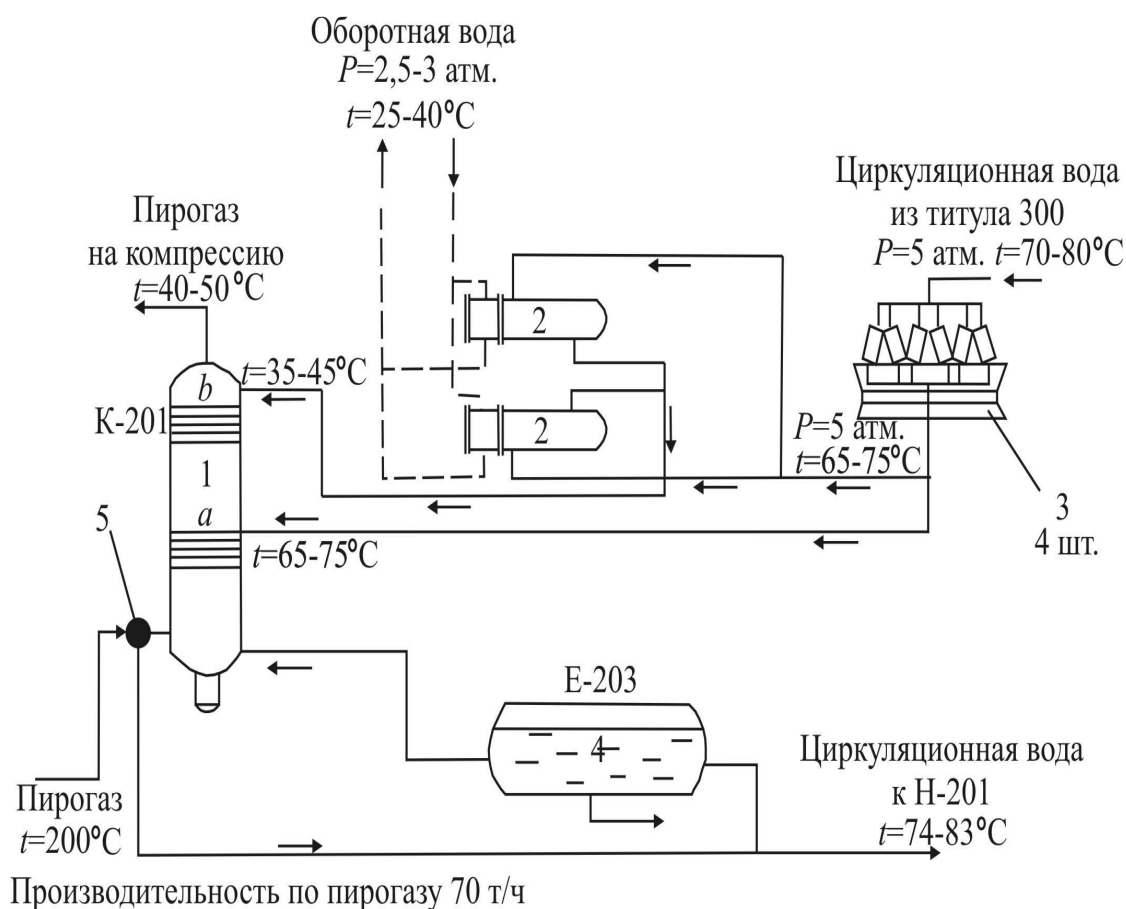 Оборотная вода
P=2,5-3 атм.
t=25-40°C
Циркуляционная вода
из титула 300
P=5 атм. t=70-80°C
Пирогаз
на компрессию
t=40-50°C
2
b
t=35-45°C
К-201
2
P=5 атм.
t=65-75°C
1
3
4 шт.
5
a
t=65-75°C
Е-203
4
Циркуляционная вода
к Н-201
t=74-83°C
Пирогаз
t=200°C
Производительность по пирогазу 70 т/ч